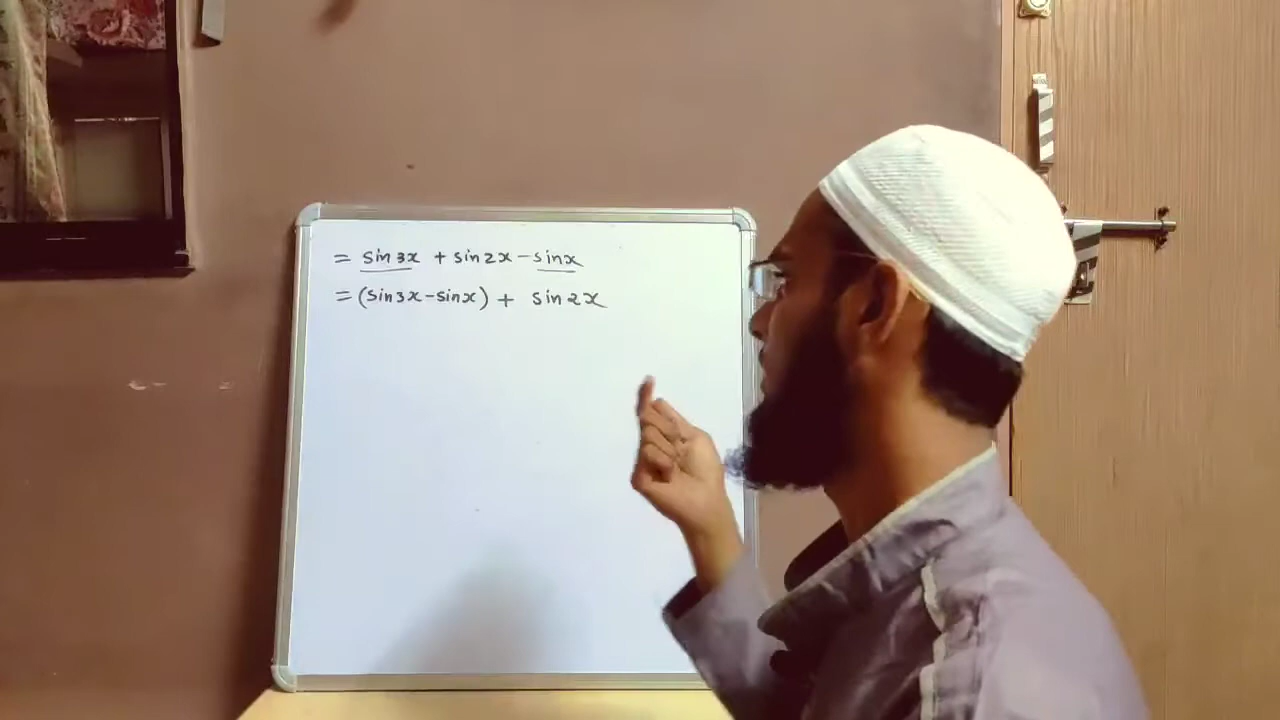 = sin3x + sin2x - sinx
= (sin3x - sinx) + sin2x